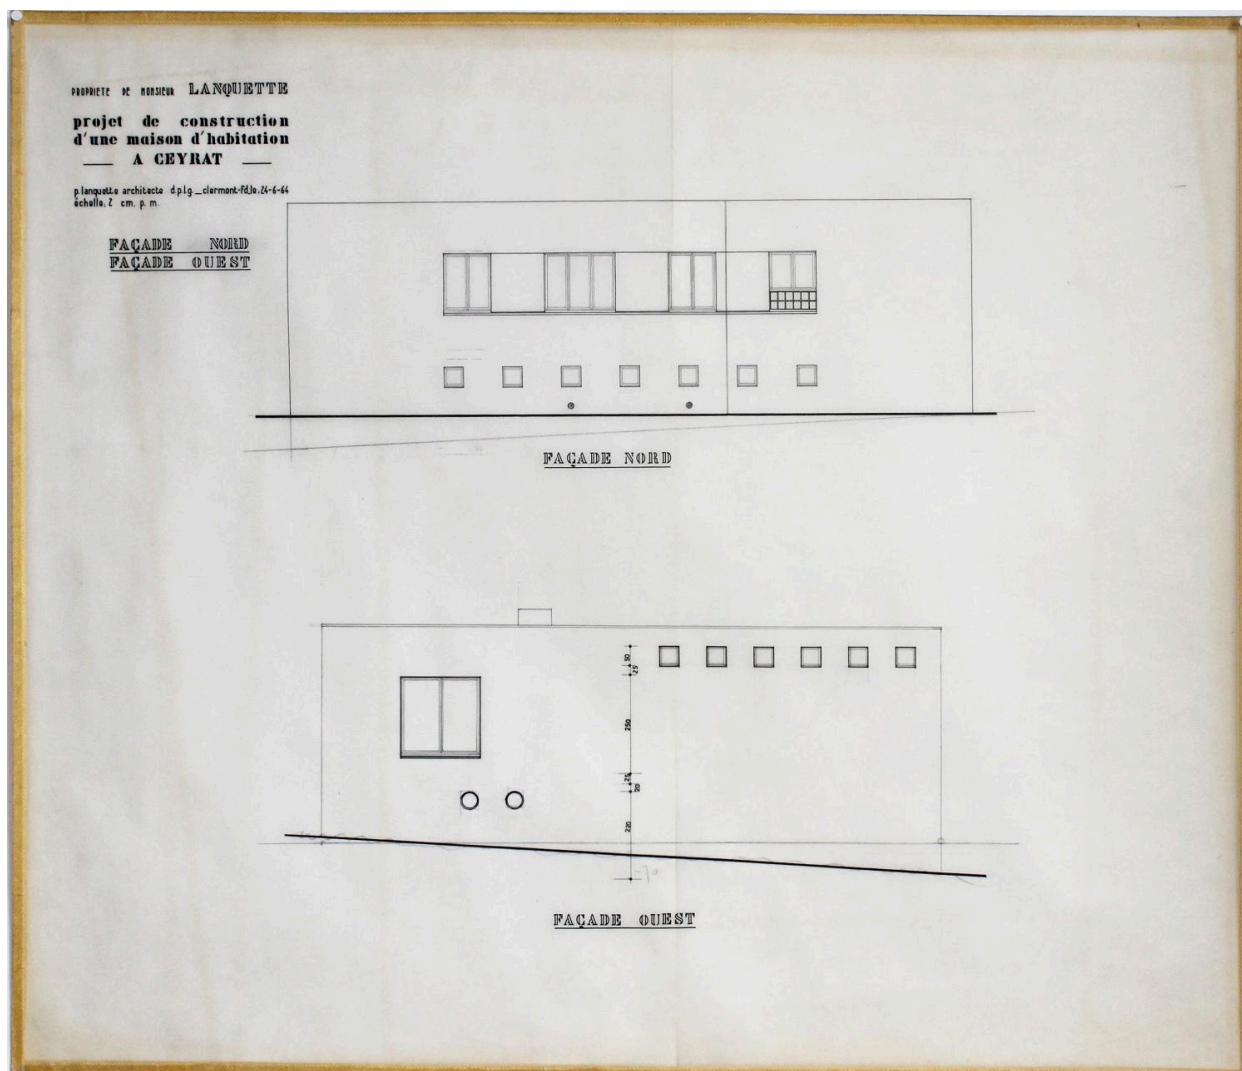 PROPRIETE DE MONSIEUR LANQUETTE
projet de construction
d'une maison d'habitation
A CEYRAT
p. lanquette architecte d.p.l.g._clermont-fd.le.24-6-64
échelle. 2 cm. p. m.
FAÇADE NORD
FAÇADE OUEST
FAÇADE NORD
50
25
250
25
20
220
FAÇADE OUEST